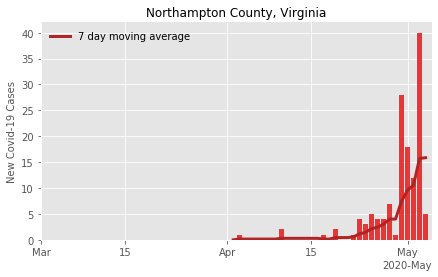 Northampton County, Virginia
7 day moving average
New Covid-19 Cases
40
35
30
25
20
15
10
5
0
Mar 15 Apr 15 May
2020-May